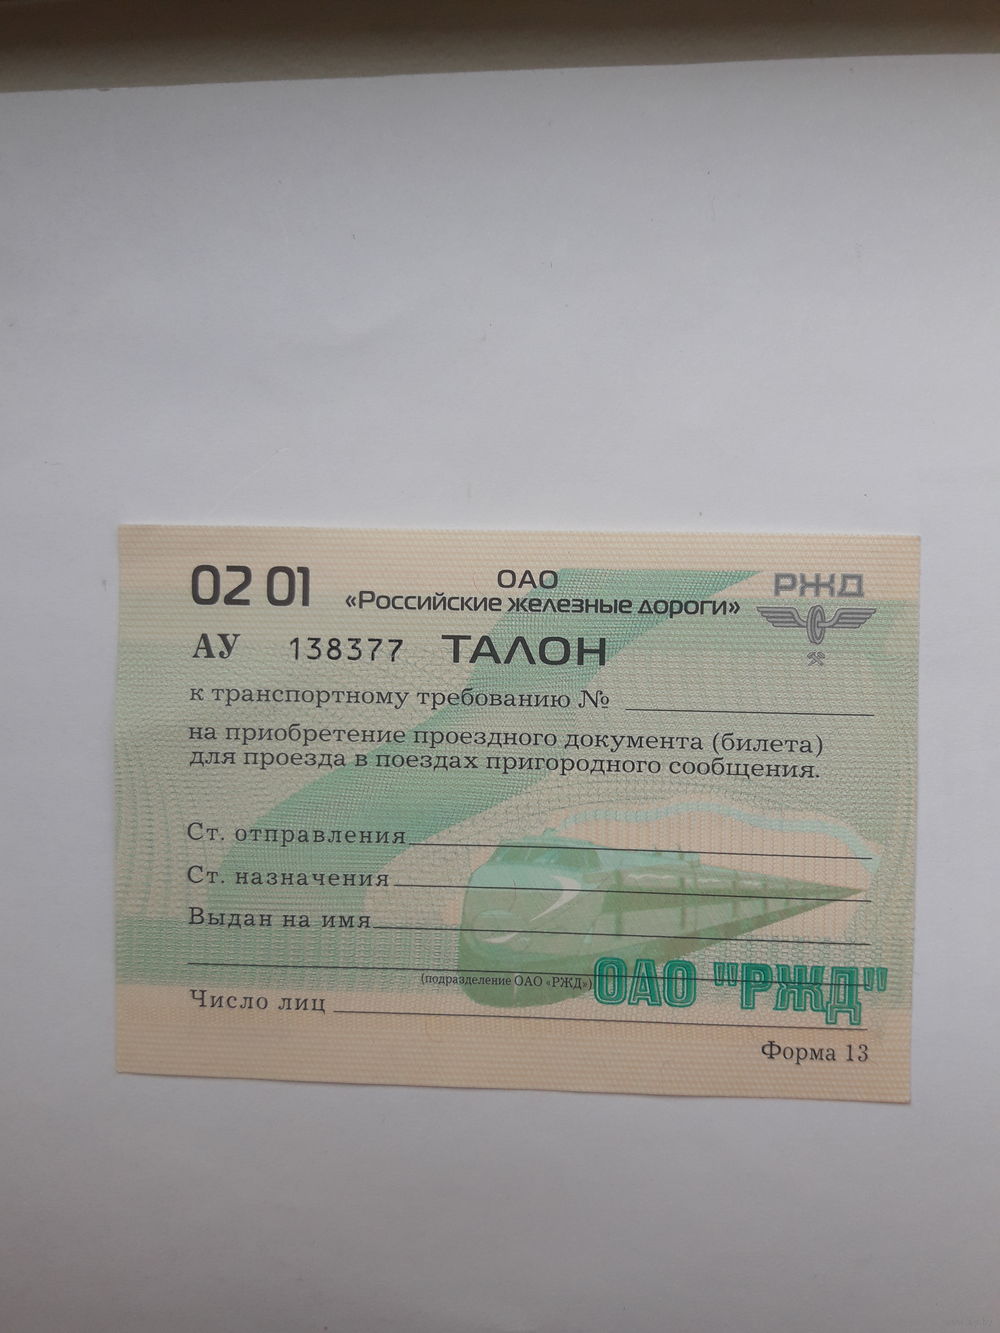 02 01
ОАО
«Российские железные дороги»
РЖД
АУ 138377 ТАЛОН
к транспортному требованию №
на приобретение проездного документа (билета)
для проезда в поездах пригородного сообщения.
Ст. отправления
Ст. назначения
Выдан на имя
(подразделение ОАО «РЖД»)
ОАО "РЖД"
Число лиц
Форма 13